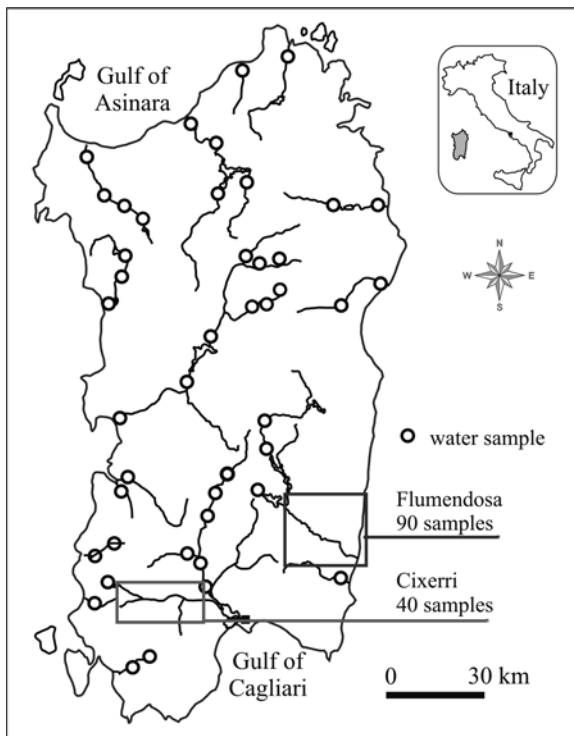 Gulf of
Asinara
Italy
N
W E
S
water sample
Flumendosa
90 samples
Cixerri
40 samples
Gulf of
Cagliari
0 30 km